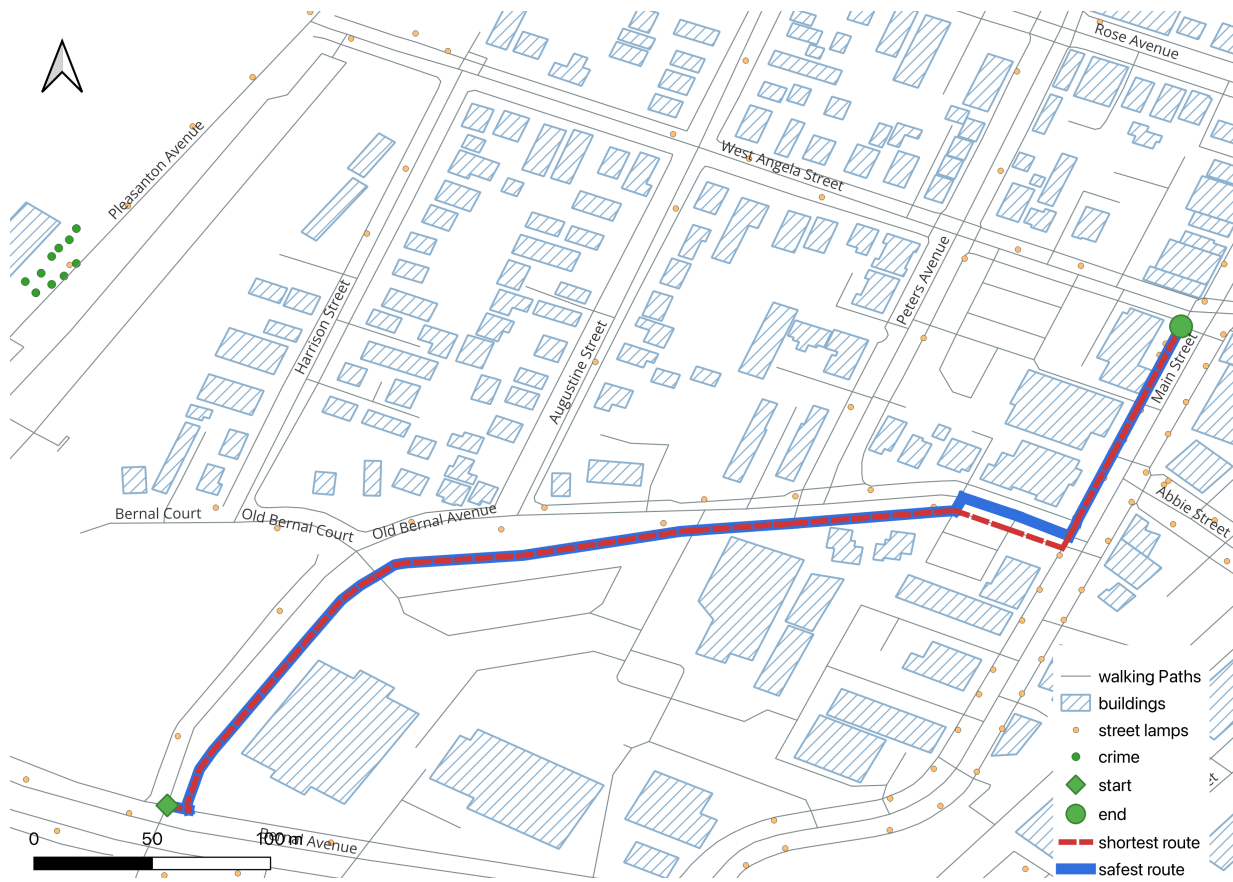 Rose Avenue
Pleasanton Avenue
West Angela Street
Peters Avenue
Harrison Street
Augustine Street
Main Street
Abbie Street
Bernal Court
Old Bernal Court
Old Bernal Avenue
walking Paths
buildings
street lamps
crime
start
end
shortest route
safest route
0 50 100 m
Bernal Avenue